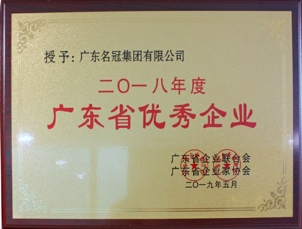 授予：广东名冠集团有限公司
二〇一八年度
广东省优秀企业
广东省企业联合会
广东省企业家协会
二〇一九年五月